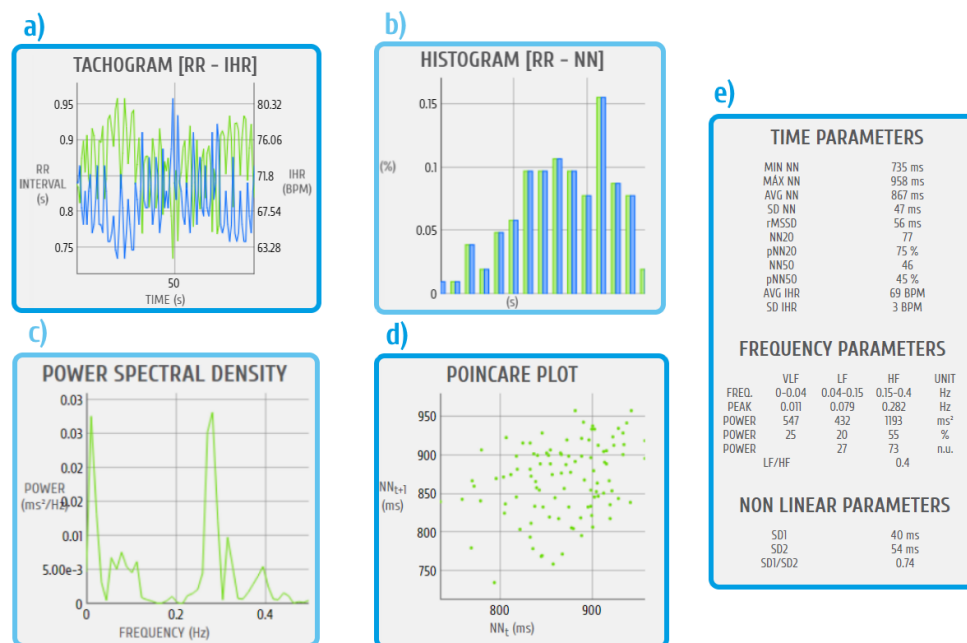 a)
TACHOGRAM [RR - IHR]
0.95
0.9
0.8
0.75
RR
INTERVAL
(s)
80.32
76.06
71.8
67.54
63.28
IHR
(BPM)
50
TIME (s)
b)
HISTOGRAM [RR - NN]
0.15
0.1
0.05
0
(%)
(s)
c)
POWER SPECTRAL DENSITY
0.03
0.03
0.02
0.02
0.01
5.00e-3
0
POWER
(ms²/Hz)
0
0.2
0.4
FREQUENCY (Hz)
d)
POINCARE PLOT
950
900
850
800
750
NNt+1
(ms)
800
900
NNt (ms)
e)
TIME PARAMETERS
MIN NN 735 ms
MÁX NN 958 ms
AVG NN 867 ms
SD NN 47 ms
rMSSD 56 ms
NN20 77
pNN20 75 %
NN50 46
pNN50 45 %
AVG IHR 69 BPM
SD IHR 3 BPM
FREQUENCY PARAMETERS
VLF LF HF UNIT
FREQ. 0-0.04 0.04-0.15 0.15-0.4 Hz
PEAK 0.011 0.079 0.282 Hz
POWER 547 432 1193 ms²
POWER 25 20 55 %
POWER 27 73 n.u.
LF/HF 0.4
NON LINEAR PARAMETERS
SD1 40 ms
SD2 54 ms
SD1/SD2 0.74